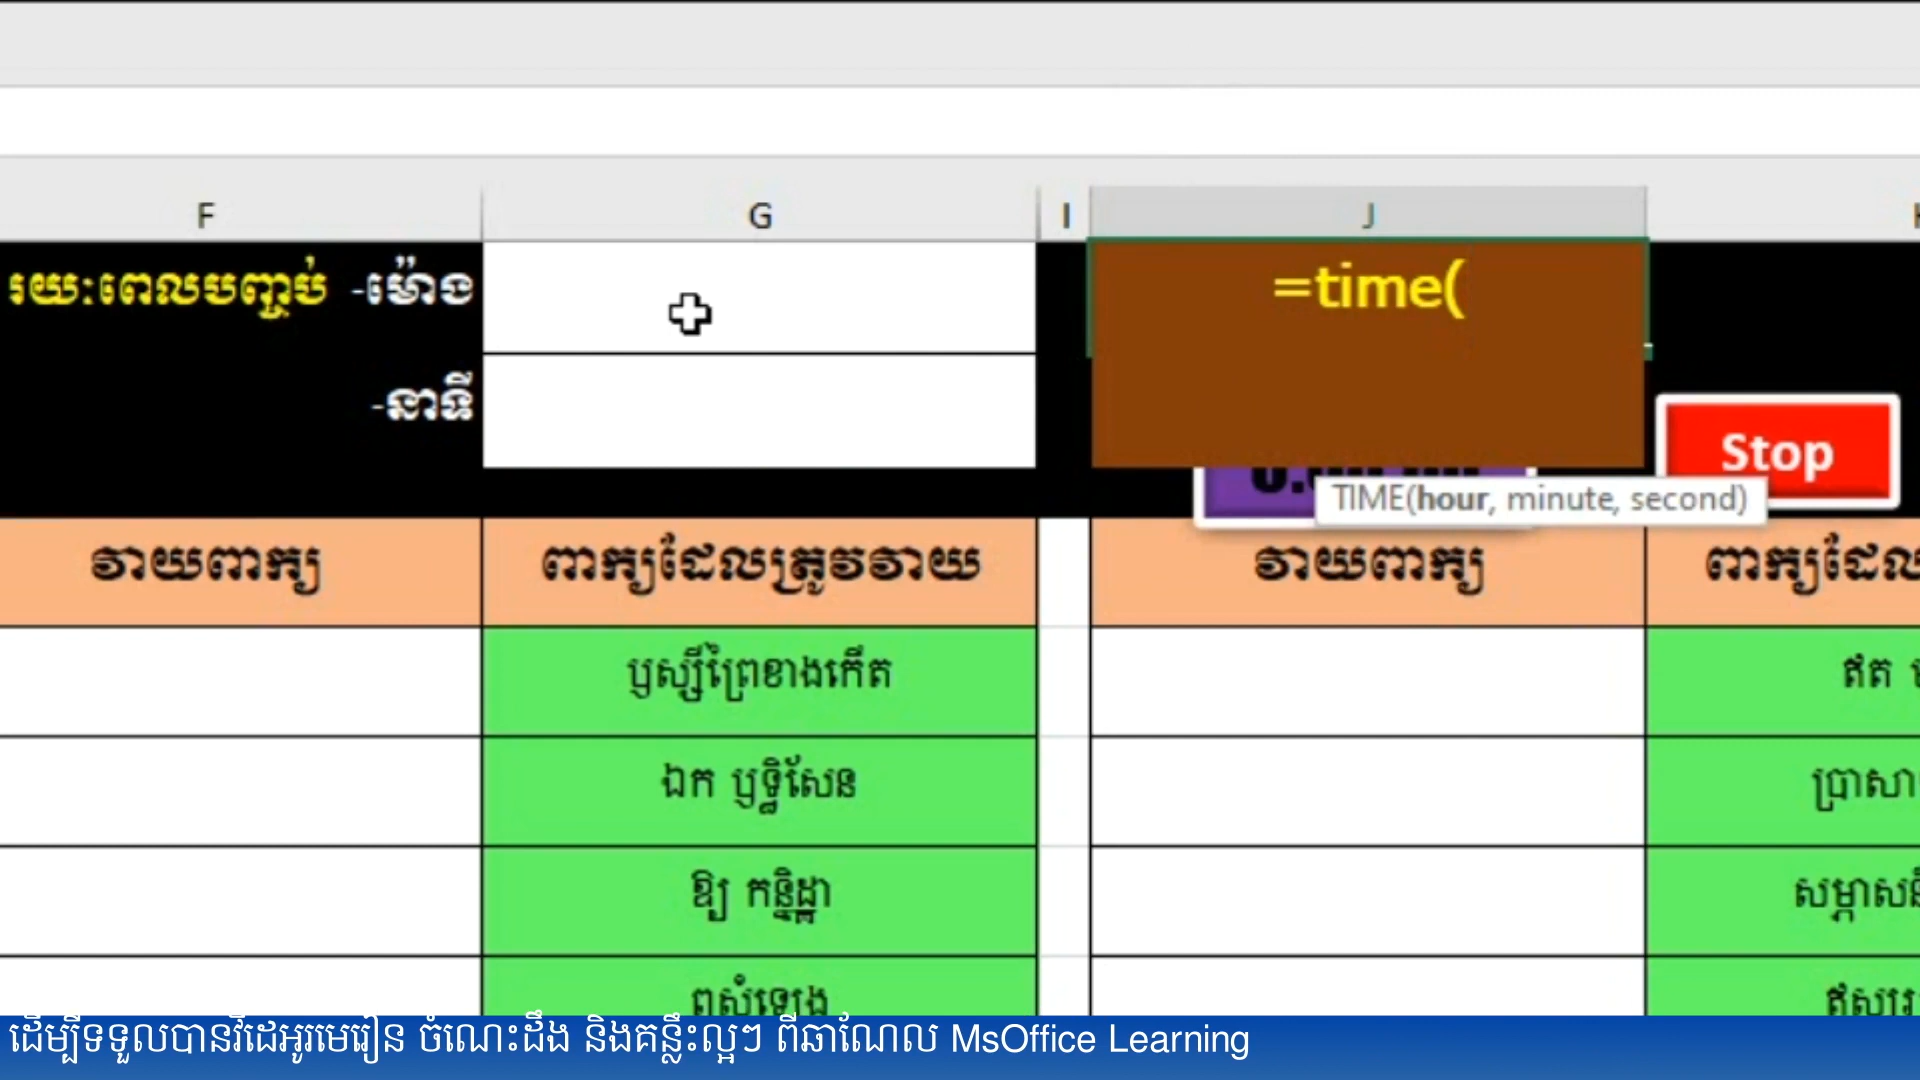 F G I J
រយៈពេលបញ្ចប់ -ម៉ោង
=time(
-នាទី
Stop
TIME(hour, minute, second)
វាយពាក្យ ពាក្យដែលត្រូវវាយ វាយពាក្យ
ឫស្សីព្រៃខាងកើត
ឯក ឫទ្ធិសែន
ឱ្យ កន្និដ្ឋា
ឮសំឡេង
ដើម្បីទទួលបានវីដេអូរមេរៀន ចំណេះដឹង និងគន្លឹះល្អៗ ពីឆាណែល MsOffice Learning